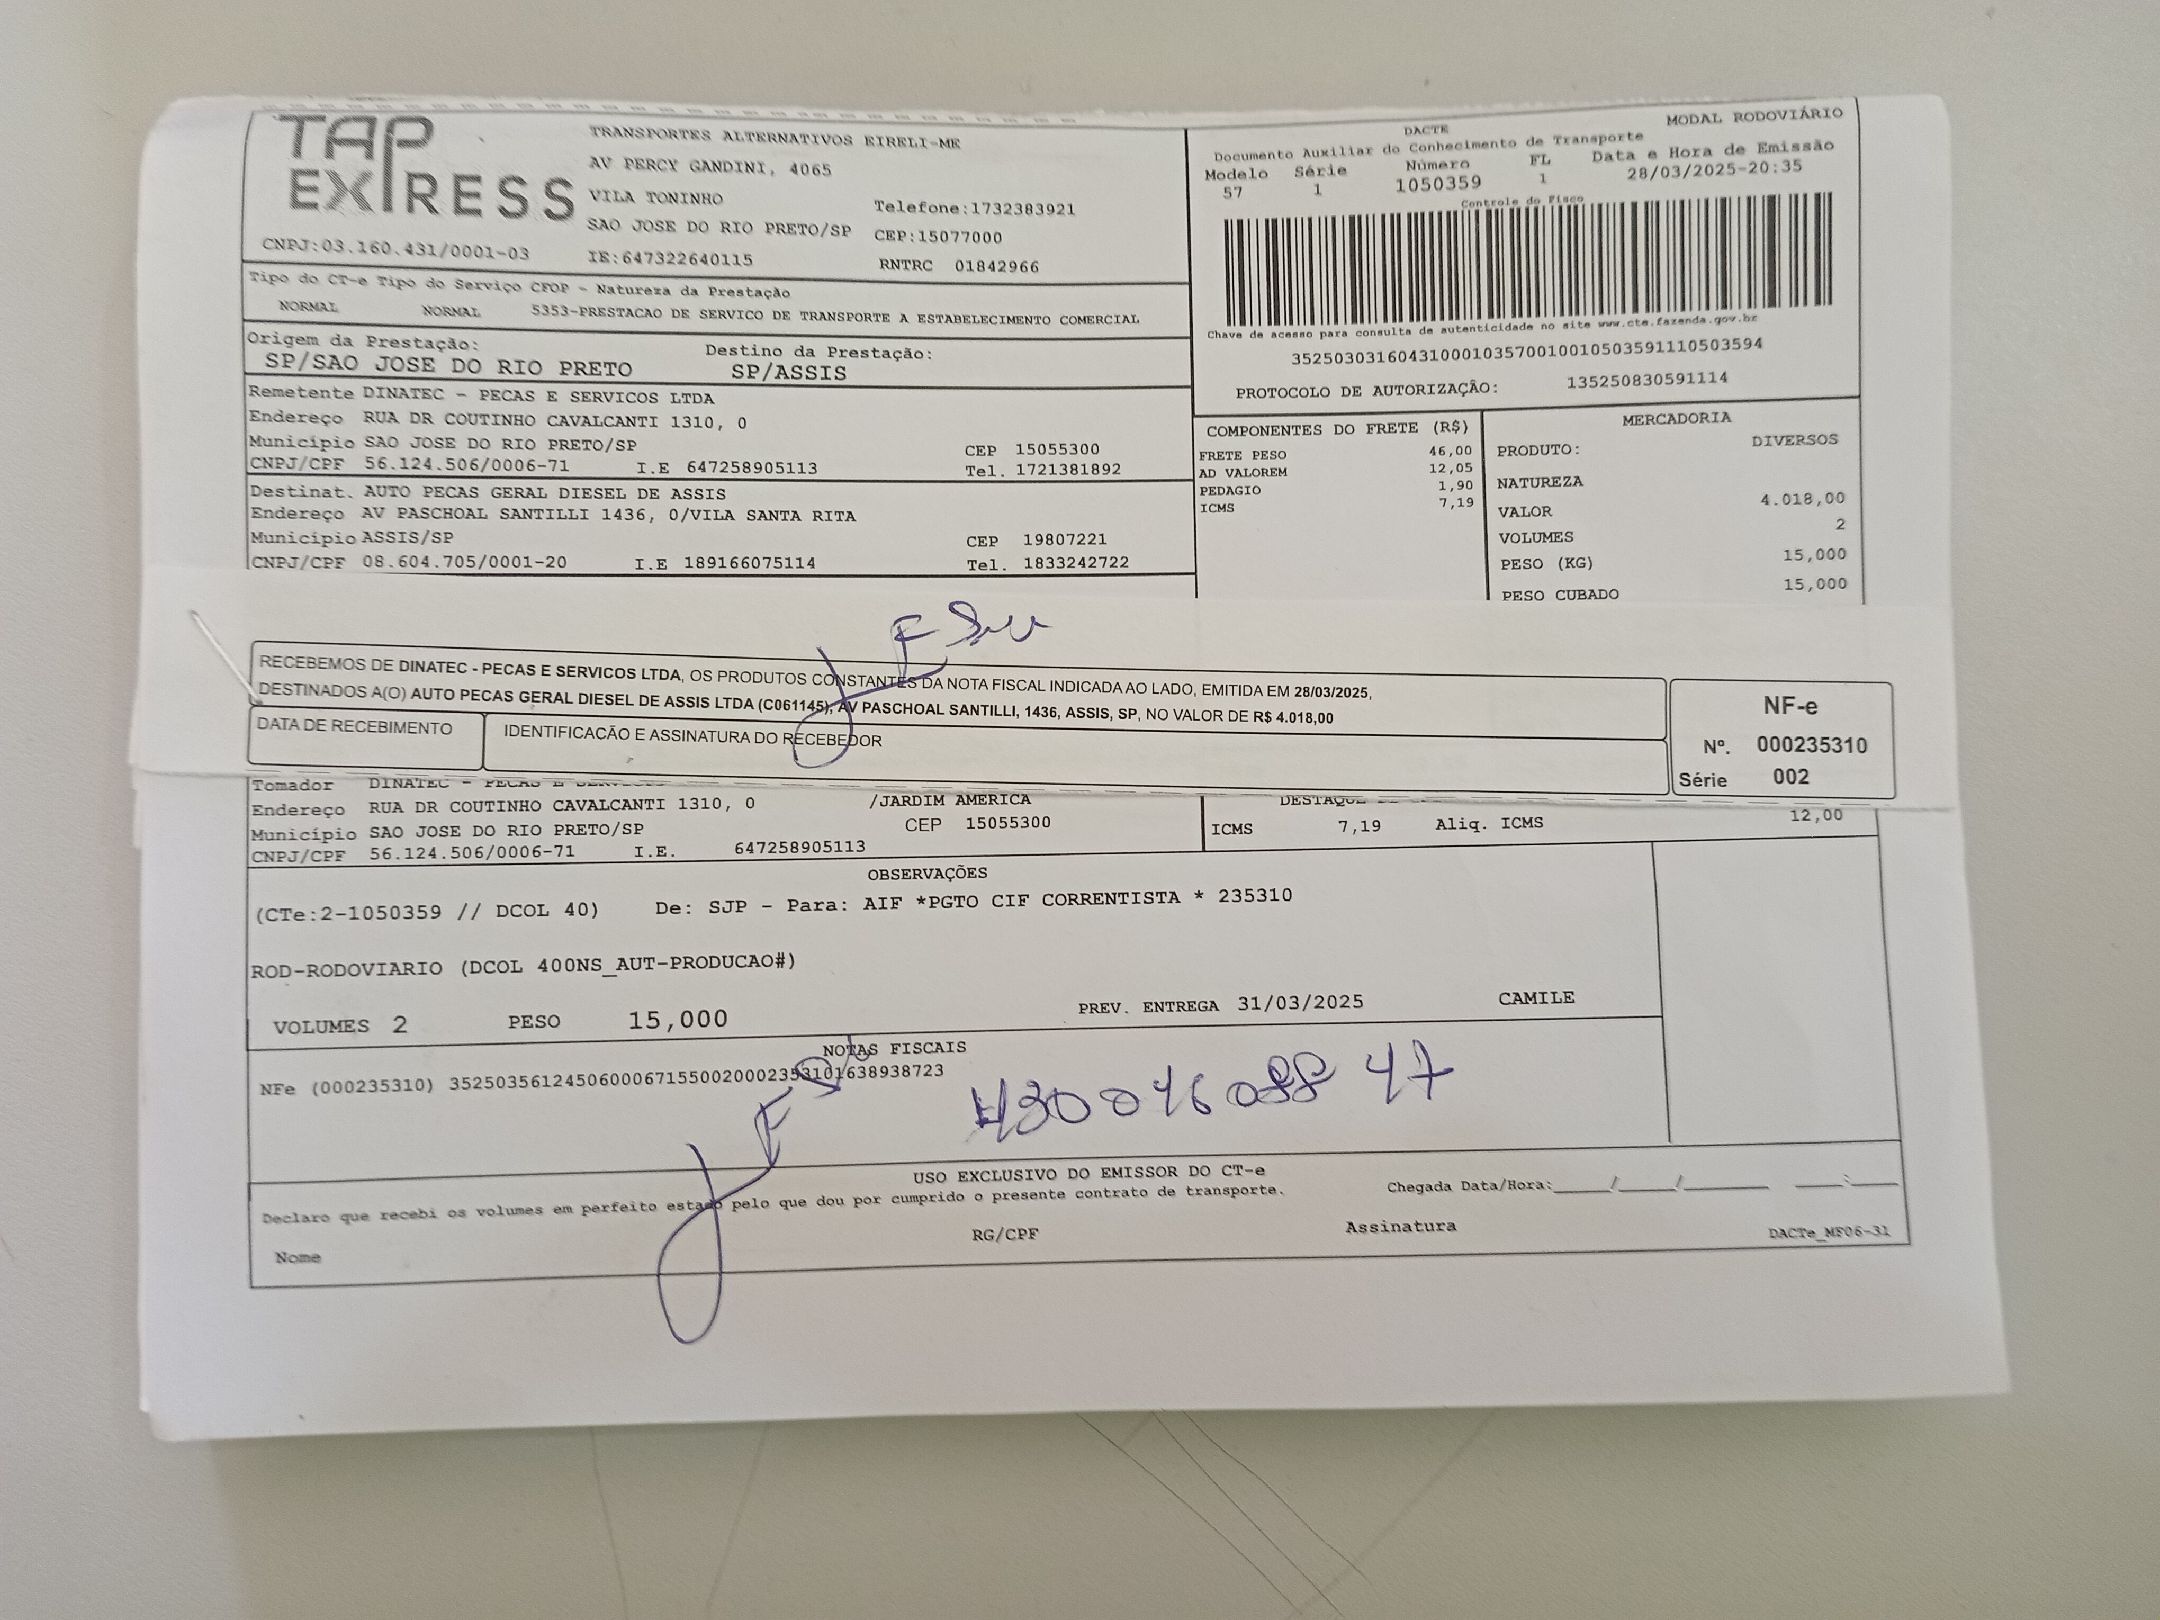 TAP EXPRESS
TRANSPORTES ALTERNATIVOS EIRELI-ME
AV PERCY GANDINI, 4065
VILA TONINHO
Telefone:1732383921
SAO JOSE DO RIO PRETO/SP CEP:15077000
CNPJ:03.160.431/0001-03 IE:647322640115 RNTRC 01842966
DACTE MODAL RODOVIÁRIO
Documento Auxiliar do Conhecimento de Transporte
Modelo Série Número FL Data e Hora de Emissão
57 1 1050359 1 28/03/2025-20:35
Controle do Fisco
Chave de acesso para consulta de autenticidade no site www.cte.fazenda.gov.br
35250303160431000103570010010503591110503594
PROTOCOLO DE AUTORIZAÇÃO: 135250830591114
Tipo do CT-e Tipo do Serviço CFOP - Natureza da Prestação
NORMAL NORMAL 5353-PRESTACAO DE SERVICO DE TRANSPORTE A ESTABELECIMENTO COMERCIAL
Origem da Prestação: Destino da Prestação:
SP/SAO JOSE DO RIO PRETO SP/ASSIS
Remetente DINATEC - PECAS E SERVICOS LTDA
Endereço RUA DR COUTINHO CAVALCANTI 1310, 0
Município SAO JOSE DO RIO PRETO/SP CEP 15055300
CNPJ/CPF 56.124.506/0006-71 I.E 647258905113 Tel. 1721381892
Destinat. AUTO PECAS GERAL DIESEL DE ASSIS
Endereço AV PASCHOAL SANTILLI 1436, 0/VILA SANTA RITA
Município ASSIS/SP CEP 19807221
CNPJ/CPF 08.604.705/0001-20 I.E 189166075114 Tel. 1833242722
COMPONENTES DO FRETE (R$)
FRETE PESO 46,00
AD VALOREM 12,05
PEDAGIO 1,90
ICMS 7,19
MERCADORIA
PRODUTO: DIVERSOS
NATUREZA
VALOR 4.018,00
VOLUMES 2
PESO (KG) 15,000
PESO CUBADO 15,000
RECEBEMOS DE DINATEC - PECAS E SERVICOS LTDA, OS PRODUTOS CONSTANTES DA NOTA FISCAL INDICADA AO LADO, EMITIDA EM 28/03/2025,
DESTINADOS A(O) AUTO PECAS GERAL DIESEL DE ASSIS LTDA (C061145), AV PASCHOAL SANTILLI, 1436, ASSIS, SP, NO VALOR DE R$ 4.018,00
DATA DE RECEBIMENTO IDENTIFICACÃO E ASSINATURA DO RECEBEDOR
NF-e
Nº. 000235310
Série 002
Tomador DINATEC - PECAS E
Endereço RUA DR COUTINHO CAVALCANTI 1310, 0 /JARDIM AMERICA
Município SAO JOSE DO RIO PRETO/SP CEP 15055300
CNPJ/CPF 56.124.506/0006-71 I.E. 647258905113
DESTAQUE
ICMS 7,19 Aliq. ICMS 12,00
OBSERVAÇÕES
(CTe:2-1050359 // DCOL 40) De: SJP - Para: AIF *PGTO CIF CORRENTISTA * 235310
ROD-RODOVIARIO (DCOL 400NS_AUT-PRODUCAO#)
VOLUMES 2 PESO 15,000 PREV. ENTREGA 31/03/2025 CAMILE
NOTAS FISCAIS
NFe (000235310) 35250356124506000671550020002353101638938723
USO EXCLUSIVO DO EMISSOR DO CT-e
Declaro que recebi os volumes em perfeito estado pelo que dou por cumprido o presente contrato de transporte. Chegada Data/Hora:____/____/______ ___:___
Nome RG/CPF Assinatura DACTe_MF06-31